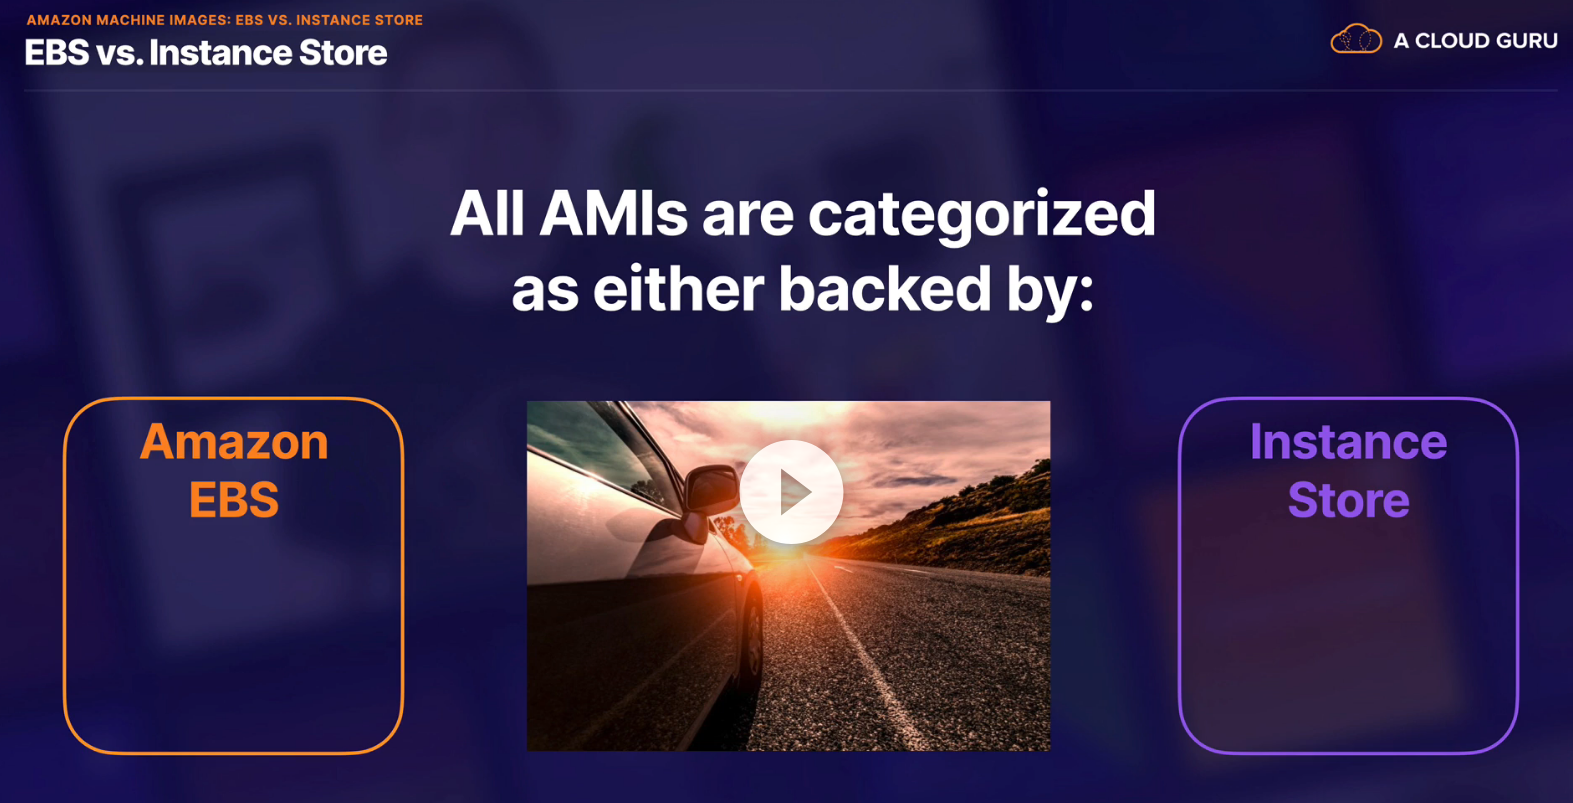 AMAZON MACHINE IMAGES: EBS VS. INSTANCE STORE
EBS vs. Instance Store
A CLOUD GURU
All AMIs are categorized
as either backed by:
Amazon
EBS
Instance
Store